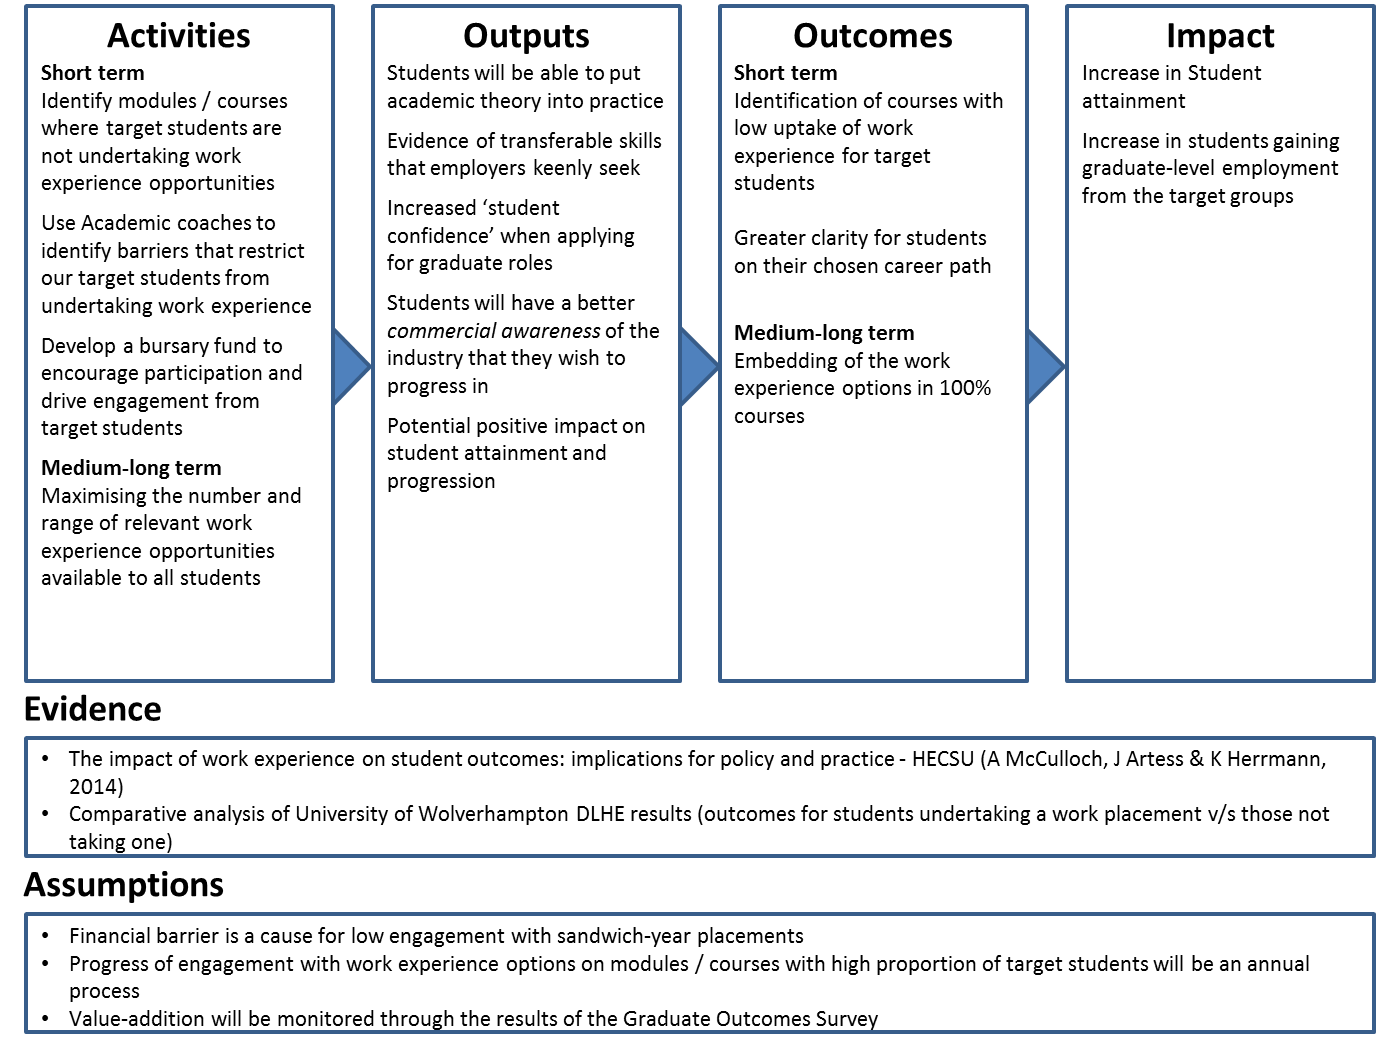 Activities
Short term
Identify modules / courses
where target students are
not undertaking work
experience opportunities
Use Academic coaches to
identify barriers that restrict
our target students from
undertaking work experience
Develop a bursary fund to
encourage participation and
drive engagement from
target students
Medium-long term
Maximising the number and
range of relevant work
experience opportunities
available to all students
Outputs
Students will be able to put
academic theory into practice
Evidence of transferable skills
that employers keenly seek
Increased ‘student
confidence’ when applying
for graduate roles
Students will have a better
commercial awareness of the
industry that they wish to
progress in
Potential positive impact on
student attainment and
progression
Outcomes
Short term
Identification of courses with
low uptake of work
experience for target
students
Greater clarity for students
on their chosen career path
Medium-long term
Embedding of the work
experience options in 100%
courses
Impact
Increase in Student
attainment
Increase in students gaining
graduate-level employment
from the target groups
Evidence
• The impact of work experience on student outcomes: implications for policy and practice - HECSU (A McCulloch, J Artess & K Herrmann,
2014)
• Comparative analysis of University of Wolverhampton DLHE results (outcomes for students undertaking a work placement v/s those not
taking one)
Assumptions
• Financial barrier is a cause for low engagement with sandwich-year placements
• Progress of engagement with work experience options on modules / courses with high proportion of target students will be an annual
process
• Value-addition will be monitored through the results of the Graduate Outcomes Survey